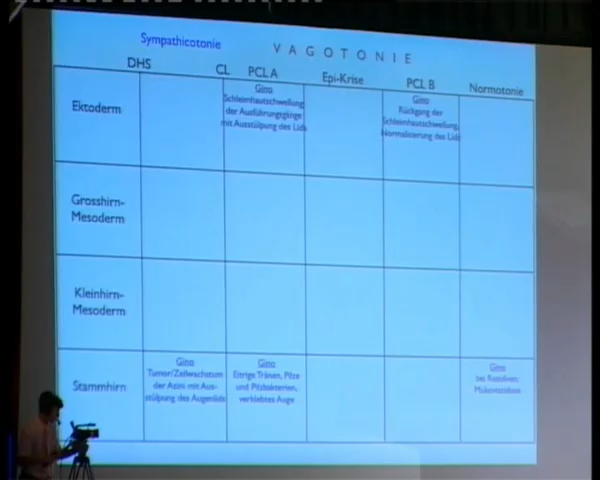 Sympathicotonie
VAGOTONIE
DHS
CL
PCL A
Epi-Krise
PCL B
Normotonie
Ektoderm
Gino
Schleimhautschwellung
der Ausführungsgänge
mit Ausstülpung des Lids
Gino
Rückgang der
Schleimhautschwellung,
Normalisierung des Lids
Grosshirn-
Mesoderm
Kleinhirn-
Mesoderm
Stammhirn
Gino
Tumor/Zellwachstum
der Azini mit Aus-
stülpung des Augenlids
Gino
Eitrige Tränen, Pilze
und Pilzbakterien,
verklebtes Auge
Gino
bei Rezidiven:
Mukoviszidose